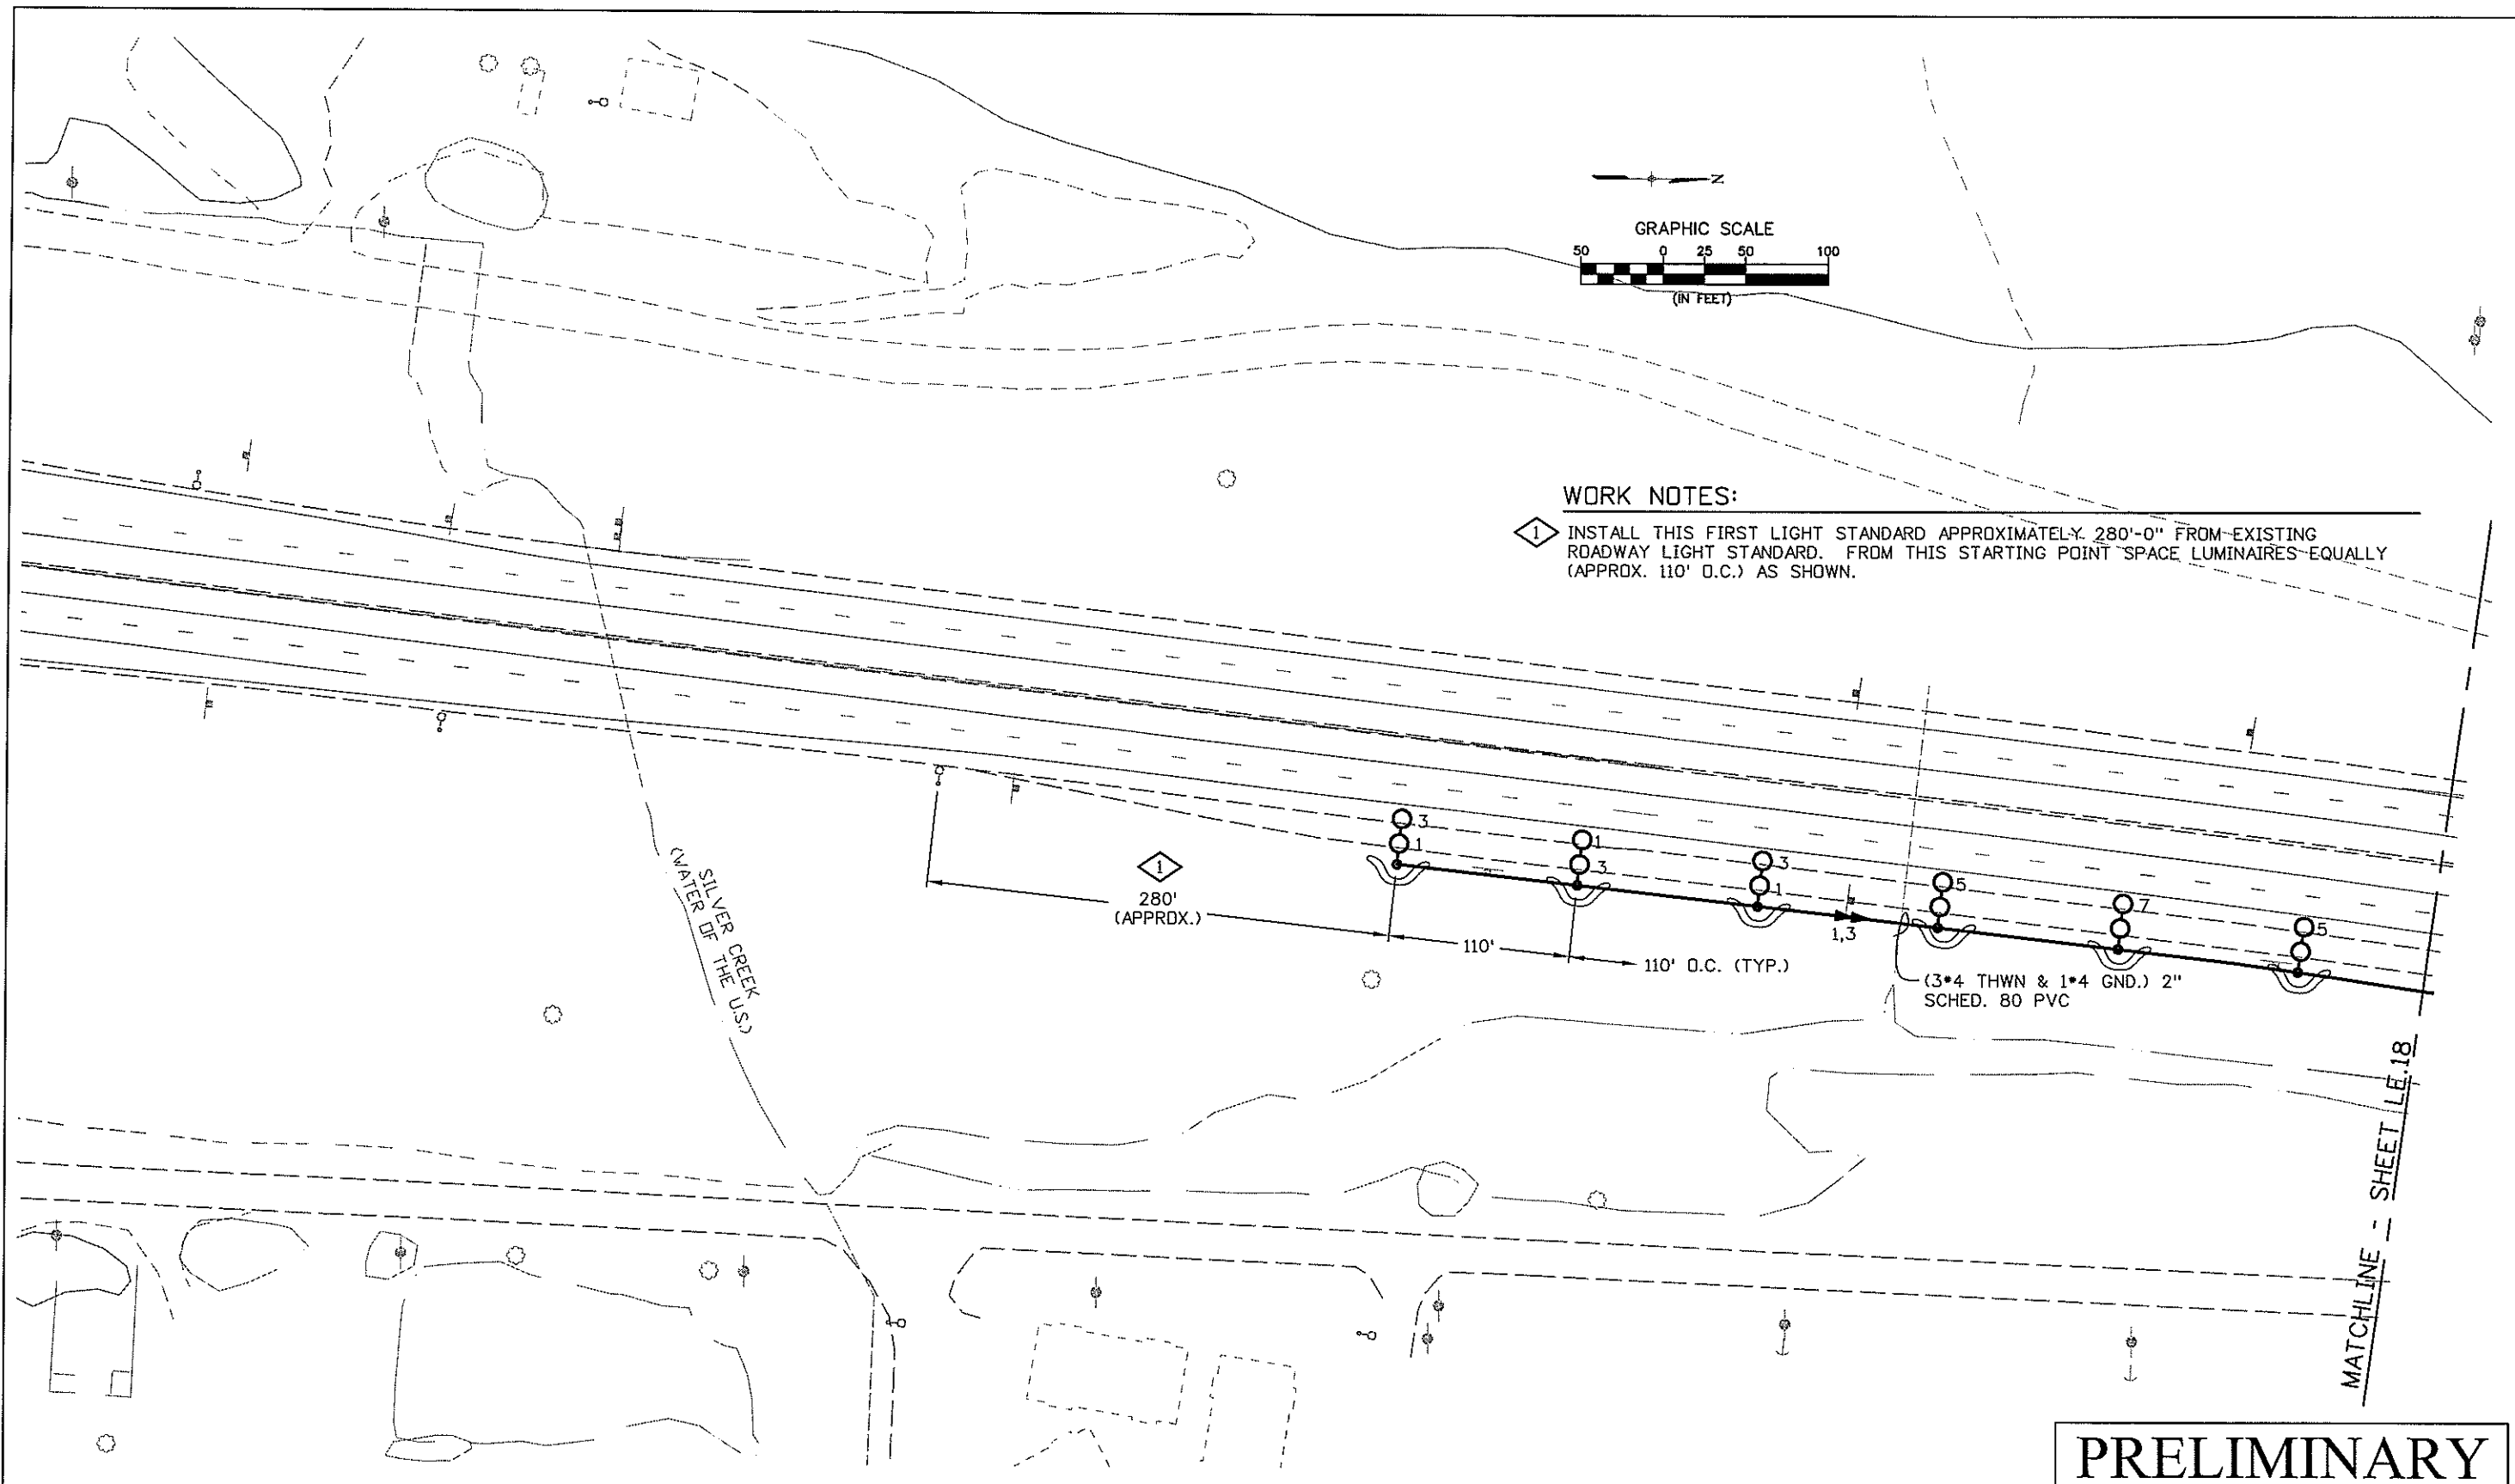 N
GRAPHIC SCALE
50 0 25 50 100
(IN FEET)
WORK NOTES:
1 INSTALL THIS FIRST LIGHT STANDARD APPROXIMATELY 280'-0" FROM EXISTING
ROADWAY LIGHT STANDARD. FROM THIS STARTING POINT SPACE LUMINAIRES EQUALLY
(APPROX. 110' O.C.) AS SHOWN.
3
1
1
3
3
1
5
7
5
1
280'
(APPROX.)
110'
110' O.C. (TYP.)
1,3
(3#4 THWN & 1#4 GND.) 2"
SCHED. 80 PVC
SILVER CREEK
(WATER OF THE U.S.)
MATCHLINE - SHEET LE.18
PRELIMINARY